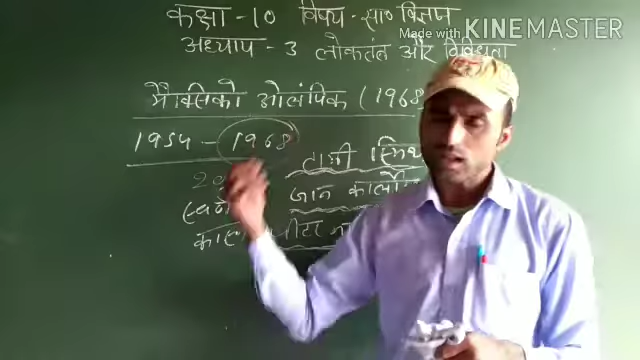 कक्षा - 10 विषय - सा० विज्ञान
Made with KINEMASTER
अध्याय - 3 लोकतंत्र और विविधता
मैक्सिको ओलंपिक (1968
1954 - 1968
टामी स्मिथ
जान कार्लोस